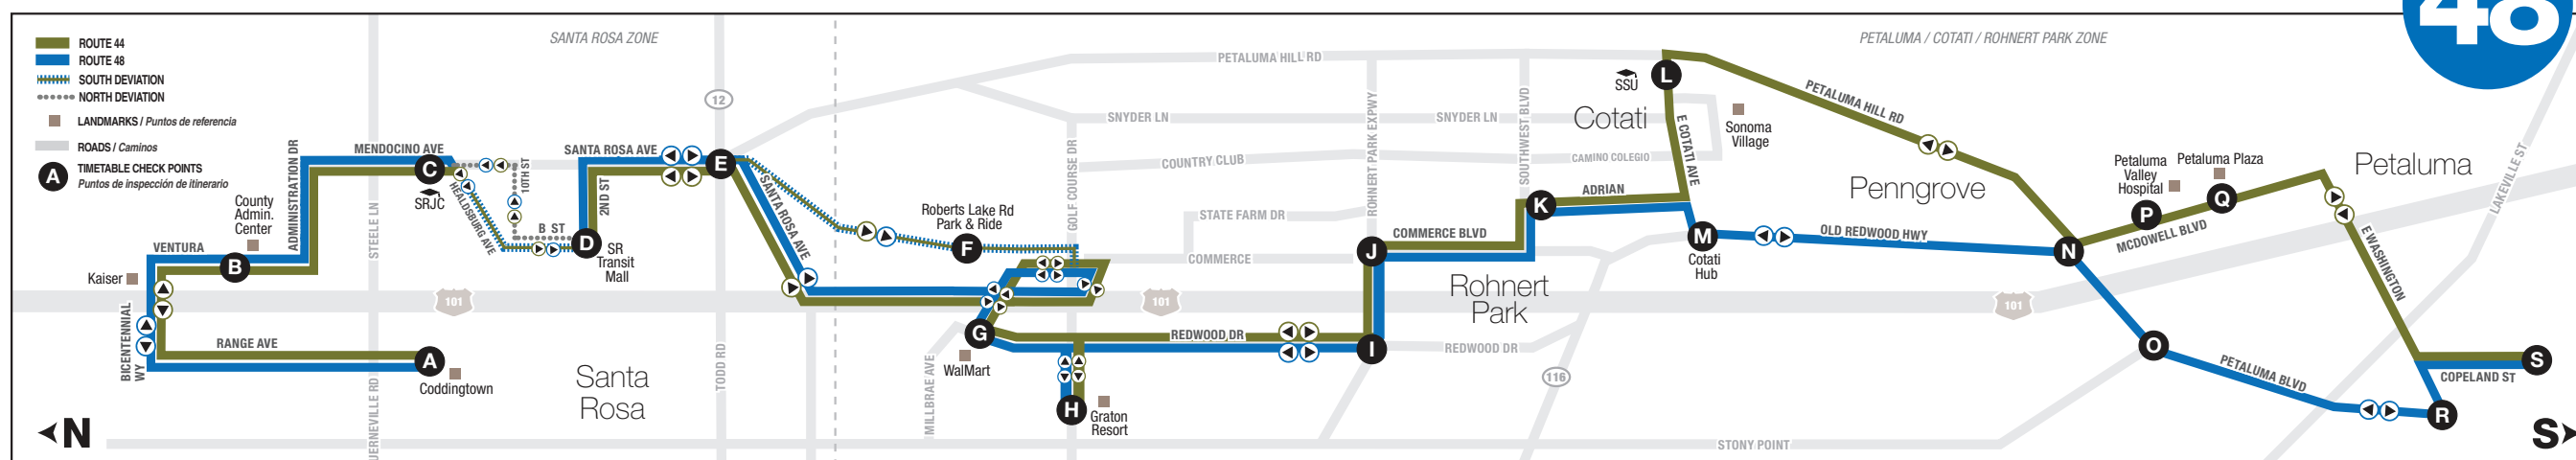 48
ROUTE 44
ROUTE 48
SOUTH DEVIATION
NORTH DEVIATION
LANDMARKS / Puntos de referencia
ROADS / Caminos
A
TIMETABLE CHECK POINTS
Puntos de inspección de itinerario
SANTA ROSA ZONE
PETALUMA / COTATI / ROHNERT PARK ZONE
Kaiser
VENTURA
BICENTENNIAL
WY
RANGE AVE
A
Coddington
B
County
Admin.
Center
ADMINISTRATION DR
STEELE LN
GUERNEVILLE RD
MENDOCINO AVE
C
SRJC
HEALDSBURG AVE
10TH ST
B ST
D
SR
Transit
Mall
2ND ST
SANTA ROSA AVE
12
E
SANTA ROSA AVE
TODD RD
101
Santa
Rosa
Roberts Lake Rd
Park & Ride
F
G
WalMart
MILLBRAE AVE
H
Graton
Resort
GOLF COURSE DR
PETALUMA HILL RD
SNYDER LN
SNYDER LN
COUNTRY CLUB
CAMINO COLEGIO
STATE FARM DR
COMMERCE
101
REDWOOD DR
ROHNERT PARK EXPWY
J
I
COMMERCE BLVD
REDWOOD DR
Rohnert
Park
SOUTHWEST BLVD
K
ADRIAN
116
Cotati
SSU
L
E COTATI AVE
Sonoma
Village
M
Cotati
Hub
PETALUMA HILL RD
Penngrove
OLD REDWOOD HWY
101
N
STONY POINT
O
PETALUMA BLVD
Petaluma
Valley
Hospital
P
Petaluma Plaza
Q
MCDOWELL BLVD
E WASHINGTON
Petaluma
LAKEVILLE ST
R
COPELAND ST
S
N
S